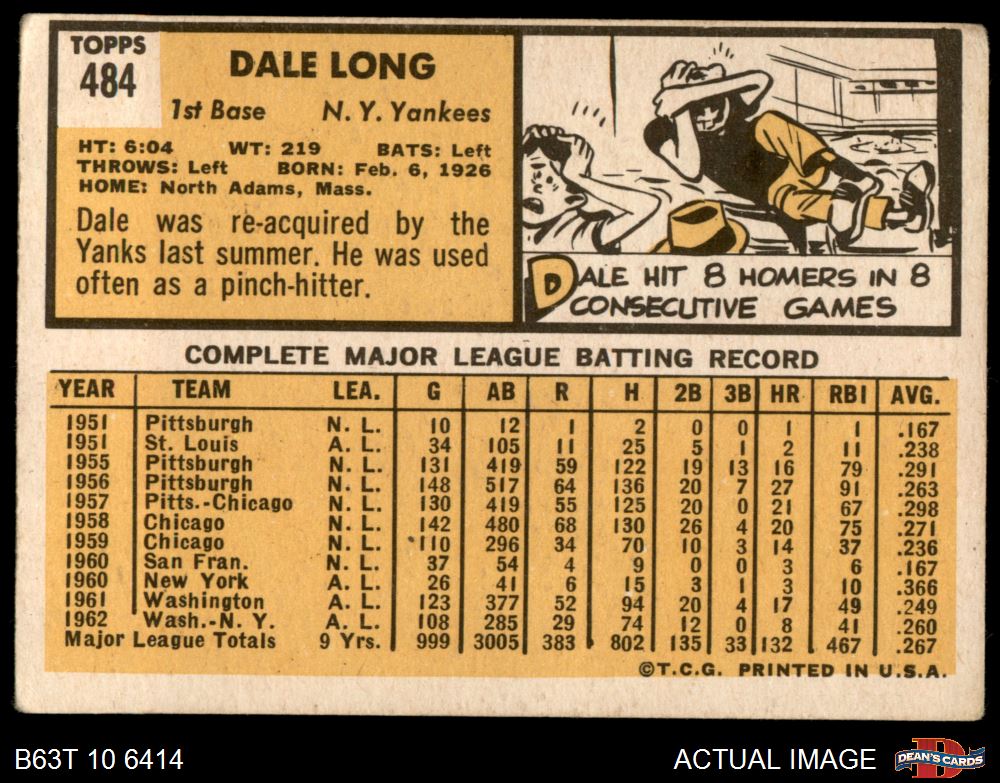 TOPPS
484
DALE LONG
1st Base N. Y. Yankees
HT: 6:04 WT: 219 BATS: Left
THROWS: Left BORN: Feb. 6, 1926
HOME: North Adams, Mass.
Dale was re-acquired by the
Yanks last summer. He was used
often as a pinch-hitter.
DALE HIT 8 HOMERS IN 8
CONSECUTIVE GAMES
COMPLETE MAJOR LEAGUE BATTING RECORD
YEAR TEAM LEA. G AB R H 2B 3B HR RBI AVG.
1951 Pittsburgh N. L. 10 12 1 2 0 0 1 1 .167
1951 St. Louis A. L. 34 105 11 25 5 1 2 11 .238
1955 Pittsburgh N. L. 131 419 59 122 19 13 16 79 .291
1956 Pittsburgh N. L. 148 517 64 136 20 7 27 91 .263
1957 Pitts.-Chicago N. L. 130 419 55 125 20 0 21 67 .298
1958 Chicago N. L. 142 480 68 130 26 4 20 75 .271
1959 Chicago N. L. 110 296 34 70 10 3 14 37 .236
1960 San Fran. N. L. 37 54 4 9 0 0 3 6 .167
1960 New York A. L. 26 41 6 15 3 1 3 10 .366
1961 Washington A. L. 123 377 52 94 20 4 17 49 .249
1962 Wash.-N. Y. A. L. 108 285 29 74 12 0 8 41 .260
Major League Totals 9 Yrs. 999 3005 383 802 135 33 132 467 .267
©T.C.G. PRINTED IN U.S.A.
B63T 10 6414 ACTUAL IMAGE DEAN'S CARDS